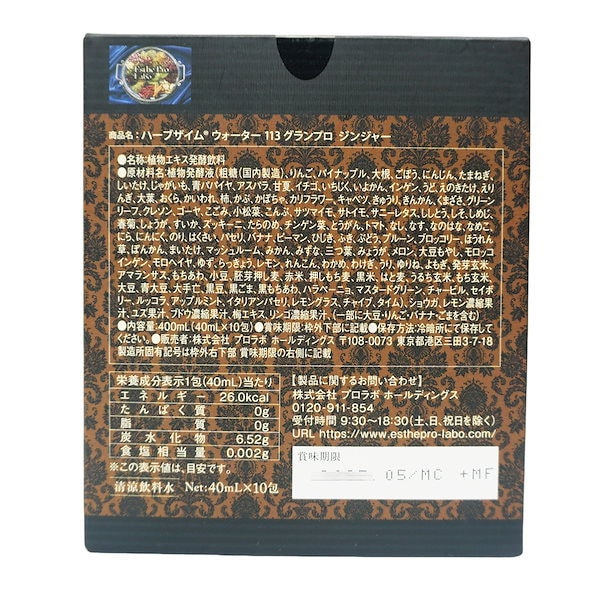 Esthe Pro
Labo
商品名：ハーブザイム® ウォーター 113 グランプロ ジンジャー
●名称：植物エキス発酵飲料
●原材料名：植物発酵液（粗糖（国内製造）、りんご、パイナップル、大根、ごぼう、にんじん、たまねぎ、
しいたけ、じゃがいも、青パパイヤ、アスパラ、甘夏、イチゴ、いちじく、いよかん、インゲン、うど、えのきたけ、えり
んぎ、大葉、おくら、かいわれ、柿、かぶ、かぼちゃ、カリフラワー、キャベツ、きゅうり、きんかん、くまざさ、グリーン
リーフ、クレソン、ゴーヤ、こごみ、小松菜、こんぶ、サツマイモ、サトイモ、サニーレタス、ししとう、しそ、しめじ、
春菊、しょうが、すいか、ズッキーニ、たらのめ、チンゲン菜、とうがん、トマト、なし、なす、なのはな、なめこ、
にら、にんにく、のり、はくさい、パセリ、バナナ、ピーマン、ひじき、ふき、ぶどう、プルーン、ブロッコリー、ほうれん
草、ぽんかん、まいたけ、マッシュルーム、みかん、みずな、三つ葉、みょうが、メロン、大豆もやし、モロッコ
インゲン、モロヘイヤ、ゆず、らっきょう、レモン、れんこん、わかめ、わけぎ、うり、ゆりね、よもぎ、発芽玄米、
アマランサス、もちあわ、小豆、胚芽押し麦、赤米、押しもち麦、黒米、はと麦、うるち玄米、もち玄米、
大豆、青大豆、大手亡、黒豆、黒ごま、黒もちあわ、ハラペーニョ、マスタードグリーン、チャービル、セイボ
リー、ルッコラ、アップルミント、イタリアンパセリ、レモングラス、チャイブ、タイム）、ショウガ、レモン濃縮果
汁、ユズ果汁、ブドウ濃縮果汁、梅エキス、リンゴ濃縮果汁、（一部に大豆・りんご・バナナ・ごまを含む）
●内容量：400mL（40mL×10包）●賞味期限：枠外下部に記載●保存方法：冷暗所にて保存して
ください。●販売者：株式会社 プロラボ ホールディングス 〒108-0073 東京都港区三田3-7-18
製造所固有記号は枠外右下部 賞味期限の右側に記載
栄養成分表示1包（40mL）当たり
エネルギー 26.0kcal
たんぱく質 0g
脂質 0g
炭水化物 6.52g
食塩相当量 0.002g
※この表示値は、目安です。
清涼飲料水 Net:40mL×10包
【製品に関するお問い合わせ】
株式会社 プロラボ ホールディングス
0120-911-854
受付時間 9:30～18:30（土、日、祝日を除く）
URL https://www.esthepro-labo.com/
賞味期限
05/MC +MF